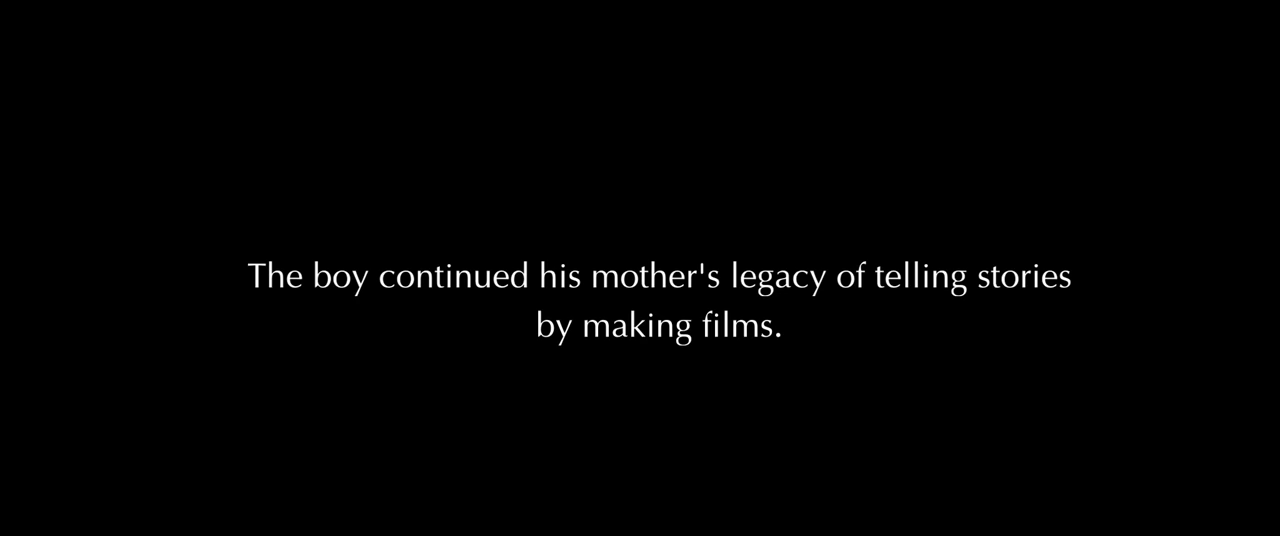 The boy continued his mother's legacy of telling stories
by making films.